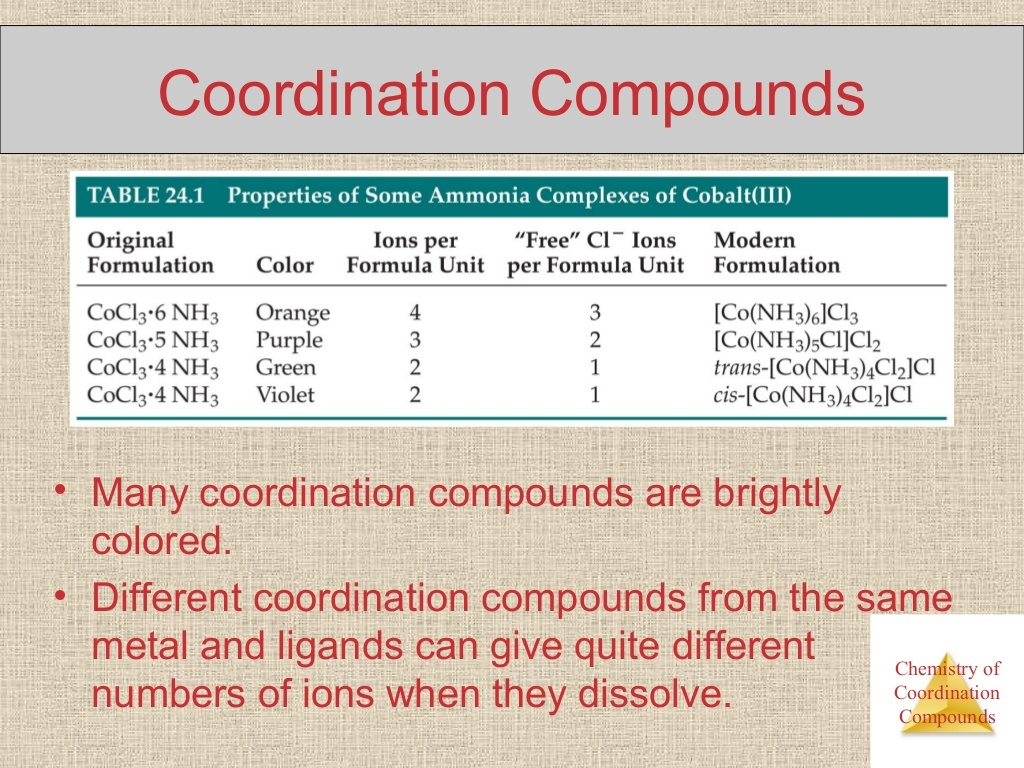 Coordination Compounds
TABLE 24.1 Properties of Some Ammonia Complexes of Cobalt(III)
Original Formulation Color Ions per Formula Unit “Free” Cl⁻ Ions per Formula Unit Modern Formulation
CoCl₃·6 NH₃ Orange 4 3 [Co(NH₃)₆]Cl₃
CoCl₃·5 NH₃ Purple 3 2 [Co(NH₃)₅Cl]Cl₂
CoCl₃·4 NH₃ Green 2 1 trans-[Co(NH₃)₄Cl₂]Cl
CoCl₃·4 NH₃ Violet 2 1 cis-[Co(NH₃)₄Cl₂]Cl
• Many coordination compounds are brightly
colored.
• Different coordination compounds from the same
metal and ligands can give quite different
numbers of ions when they dissolve.
Chemistry of
Coordination
Compounds